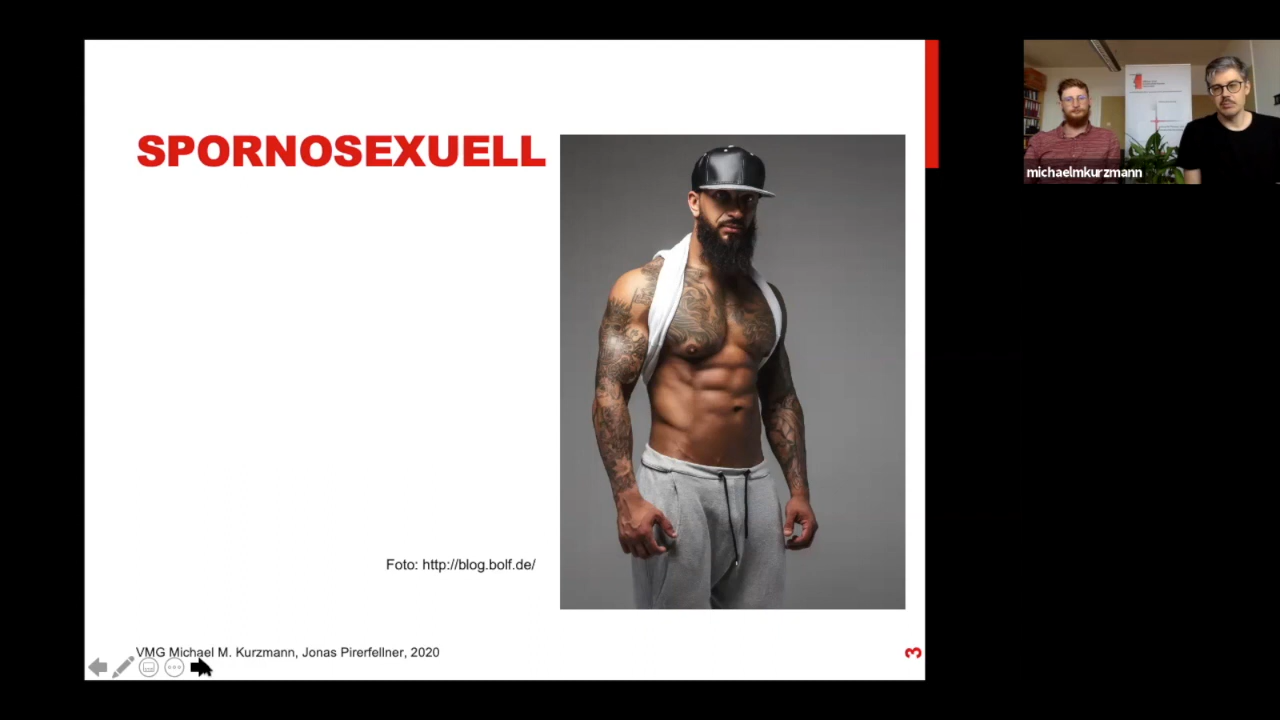 SPORNOSEXUELL
Foto: http://blog.bolf.de/
VMG Michael M. Kurzmann, Jonas Pirerfellner, 2020
3
michaelmkurzmann